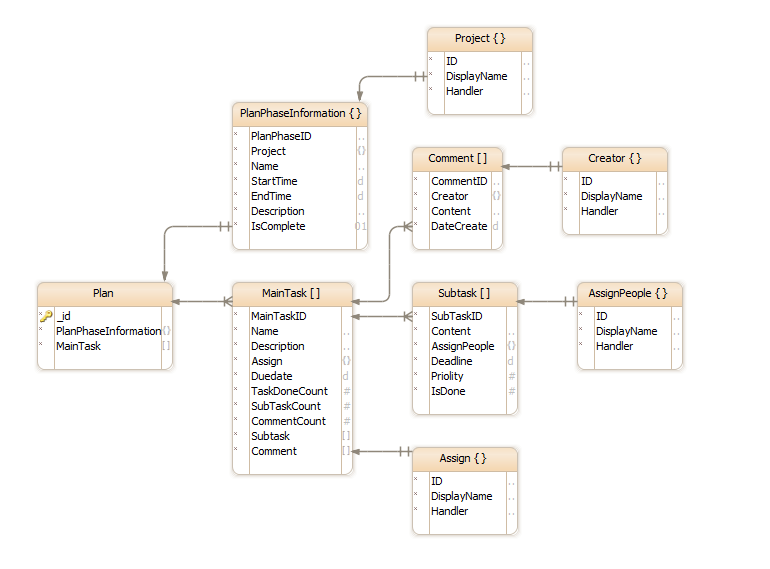 Project {}
* ID ..
* DisplayName ..
* Handler ..
PlanPhaseInformation {}
* PlanPhaseID ..
* Project {}
* Name ..
* StartTime d
* EndTime d
* Description ..
* IsComplete 01
Comment []
* CommentID ..
* Creator {}
* Content ..
* DateCreate d
Creator {}
* ID ..
* DisplayName ..
* Handler ..
Plan
* _id
* PlanPhaseInformation {}
* MainTask []
MainTask []
* MainTaskID ..
* Name ..
* Description ..
* Assign {}
* Duedate d
* TaskDoneCount #
* SubTaskCount #
* CommentCount #
* Subtask []
* Comment []
Subtask []
* SubTaskID ..
* Content ..
* AssignPeople {}
* Deadline d
* Priolity #
* IsDone #
AssignPeople {}
* ID ..
* DisplayName ..
* Handler ..
Assign {}
* ID ..
* DisplayName ..
* Handler ..